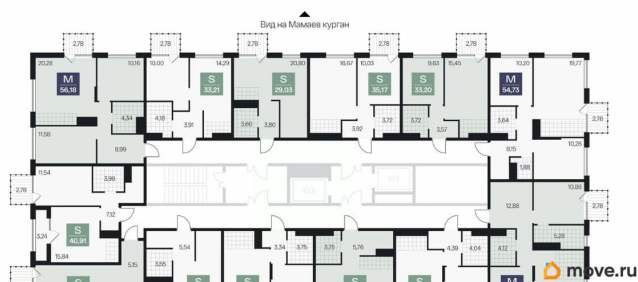 Вид на Мамаев курган
2,78 2,78 2,78 2,78 2,78
20,28 10,16 10,00 14,29 20,80 16,67 10,03 9,63 15,45 10,20 19,77
M 56,18
S 33,21
S 29,03
S 35,17
S 33,20
M 54,73
4,34 4,18 3,91 3,60 3,80 3,92 3,72 3,72 3,57 3,64 2,78
11,58 8,99 8,15 10,26
1,88
11,54 3,96
2,78 10,86
7,12 12,88 2,78
3,24 S 40,91
15,84 5,15 5,54 3,34 3,75 3,75 5,76 4,39 4,04 4,12 5,28
3,55
S S S S S S M
move.ru